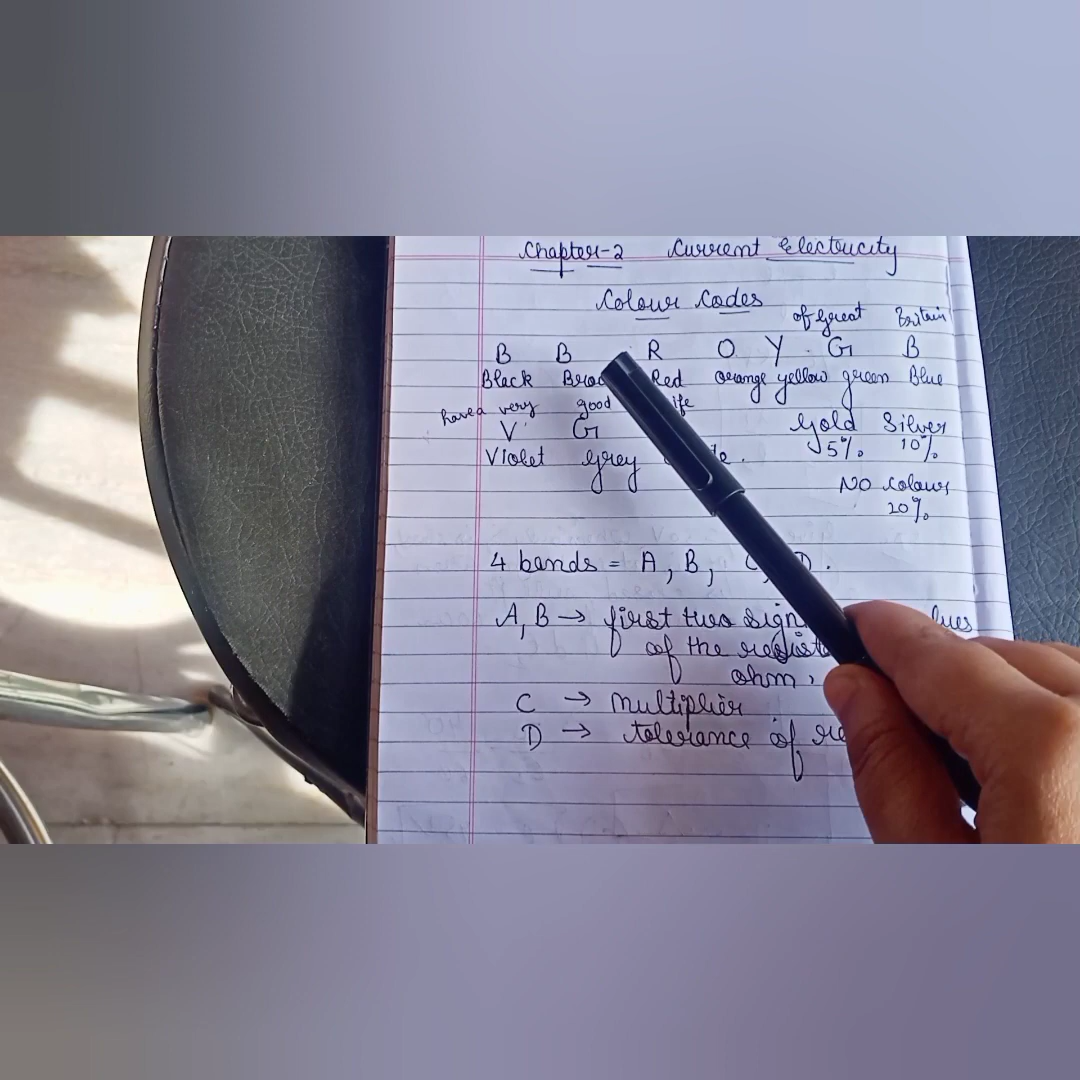 Chapter-2 Current Electricity
Colour Codes
of Great Britain
B B R O Y G B
Black Red orange yellow green Blue
have a very good
V G Gold Silver
Violet Grey 5% 10%
No colour
20%
4 bands = A, B, C, D.
A, B → first two
of the
ohm,
C → multiplier
D → tolerance of